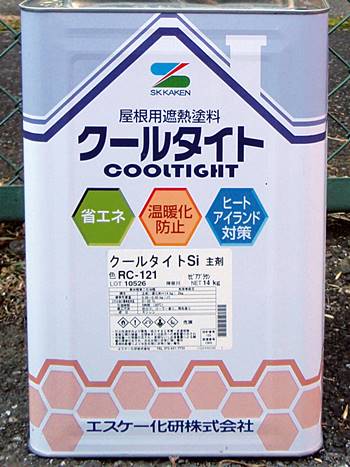 SK KAKEN
屋根用遮熱塗料
クールタイト
COOLTIGHT
省エネ
温暖化
防止
ヒート
アイランド
対策
クールタイトSi 主剤
色 RC-121
LOT 10526 神奈川 NET 14 kg
エスケー化研株式会社